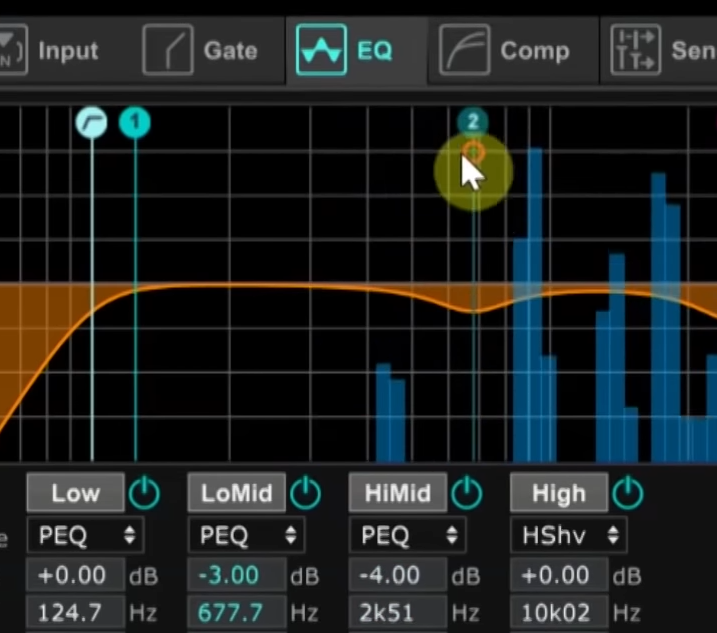 N Input Gate EQ Comp Sen
1 2
Low LoMid HiMid High
e PEQ PEQ PEQ HShv
+0.00 dB -3.00 dB -4.00 dB +0.00 dB
124.7 Hz 677.7 Hz 2k51 Hz 10k02 Hz